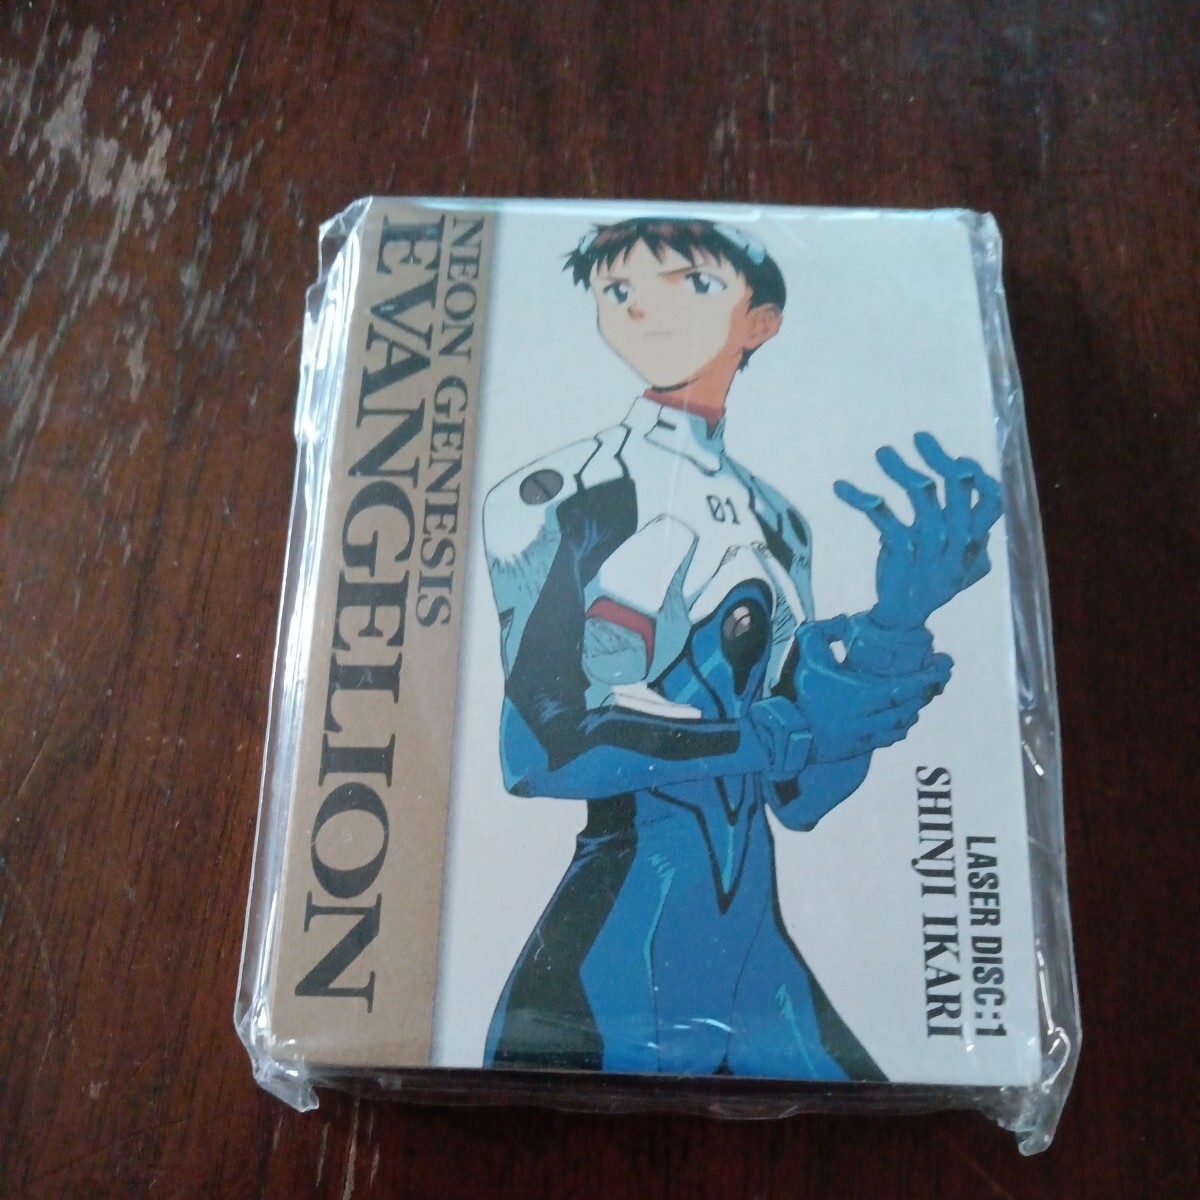 NEON GENESIS
EVANGELION
01
LASER DISC:1
SHINJI IKARI